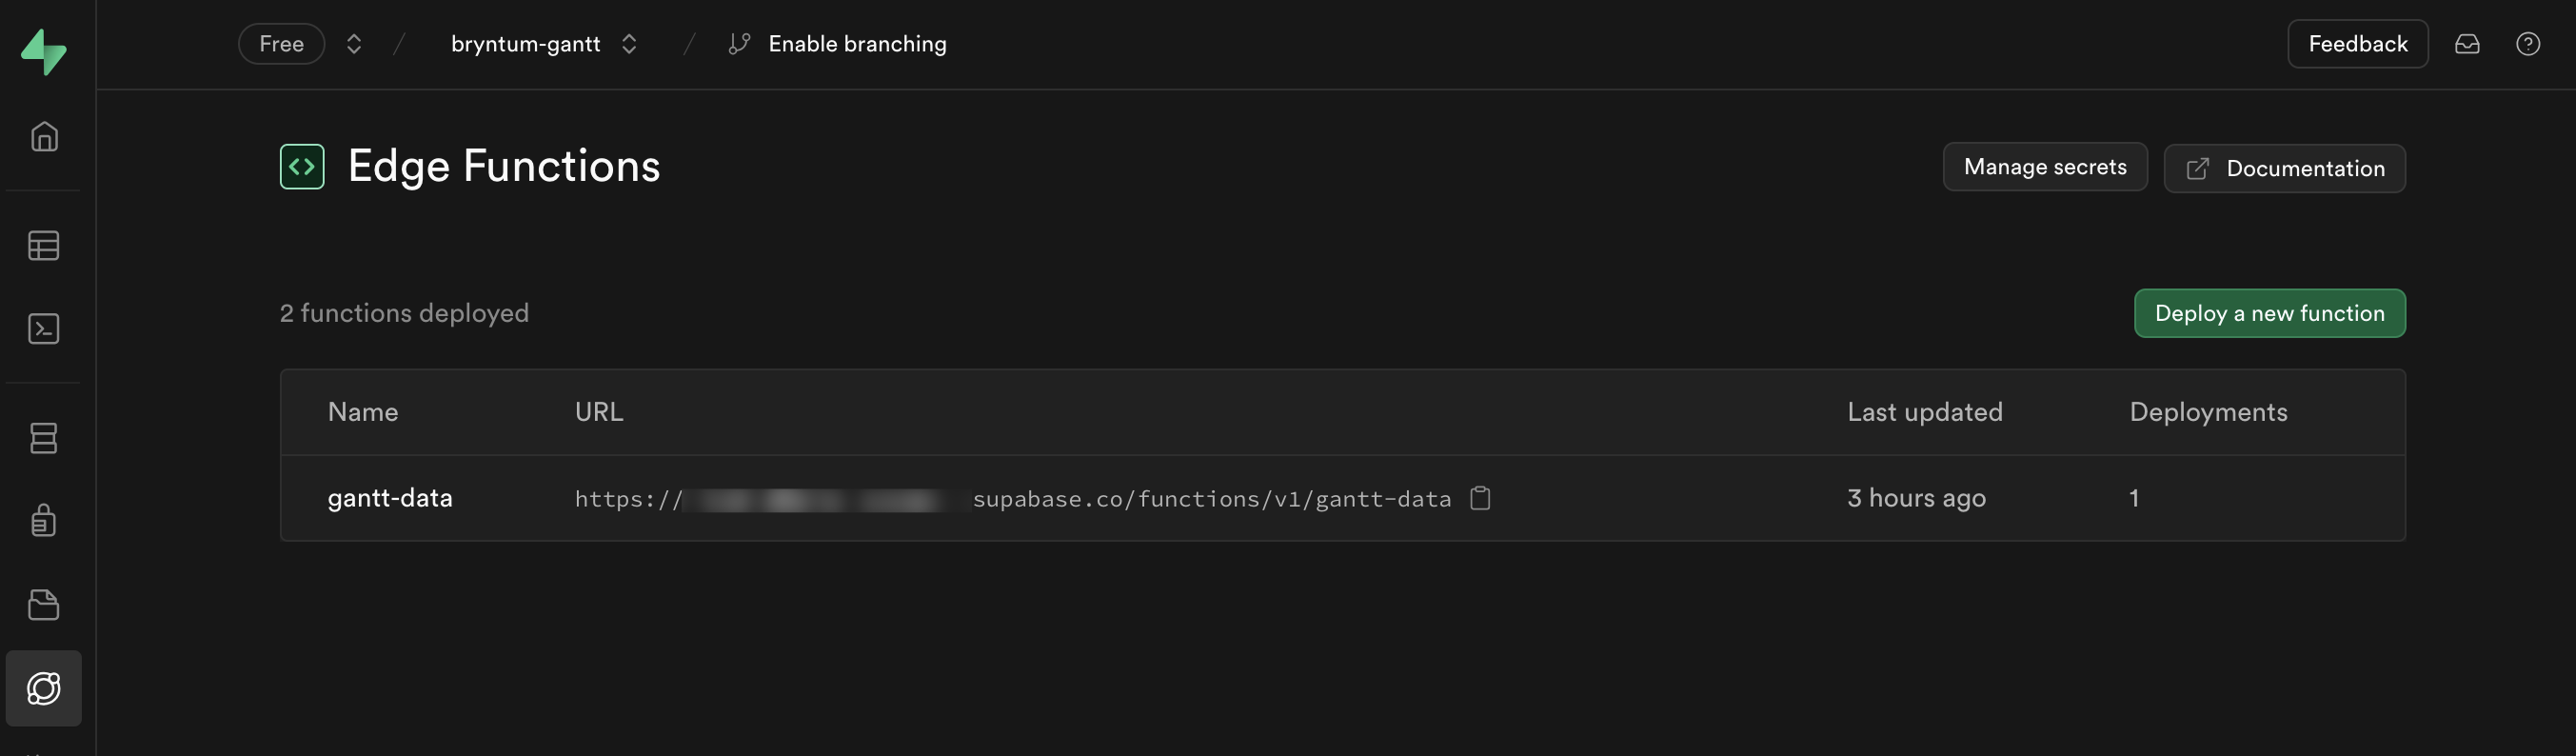 Free / bryntum-gantt / Enable branching Feedback
Edge Functions Manage secrets Documentation
2 functions deployed Deploy a new function
Name URL Last updated Deployments
gantt-data https:// supabase.co/functions/v1/gantt-data 3 hours ago 1